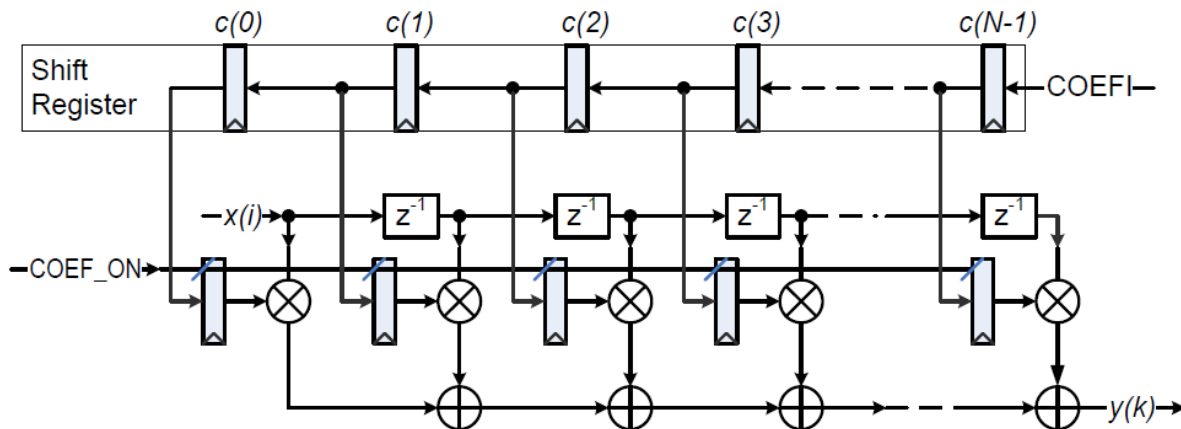 c(0) c(1) c(2) c(3) c(N-1)
Shift
Register
COEFI
x(i) z-1 z-1 z-1 z-1
COEF_ON
y(k)